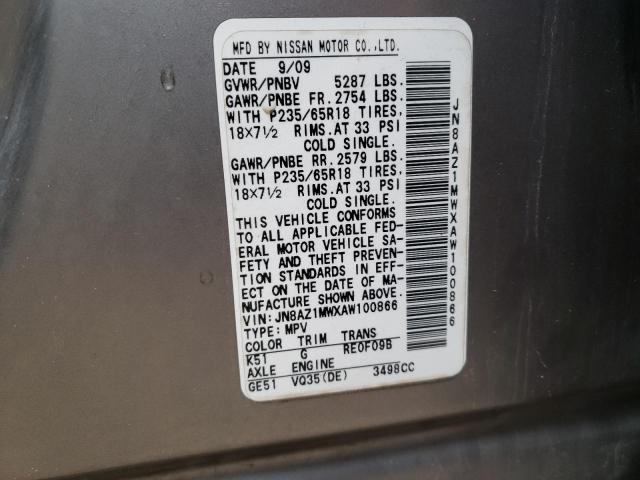 MFD BY NISSAN MOTOR CO.,LTD.
DATE 9/09
GVWR/PNBV 5287 LBS.
GAWR/PNBE FR. 2754 LBS.
WITH P235/65R18 TIRES,
18X7½ RIMS.AT 33 PSI
COLD SINGLE.
GAWR/PNBE RR. 2579 LBS.
WITH P235/65R18 TIRES,
18X7½ RIMS.AT 33 PSI
COLD SINGLE.
THIS VEHICLE CONFORMS
TO ALL APPLICABLE FED-
ERAL MOTOR VEHICLE SA-
FETY AND THEFT PREVEN-
TION STANDARDS IN EFF-
ECT ON THE DATE OF MA-
NUFACTURE SHOWN ABOVE.
VIN: JN8AZ1MWXAW100866
TYPE: MPV
COLOR TRIM TRANS
K51 G RE0F09B
AXLE ENGINE
GE51 VQ35(DE) 3498CC
JN8AZ1MWXAW100866